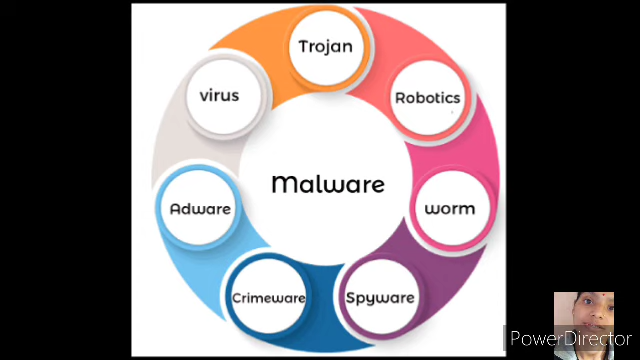 Trojan
virus
Robotics
Malware
Adware
worm
Crimeware
Spyware
PowerDirector